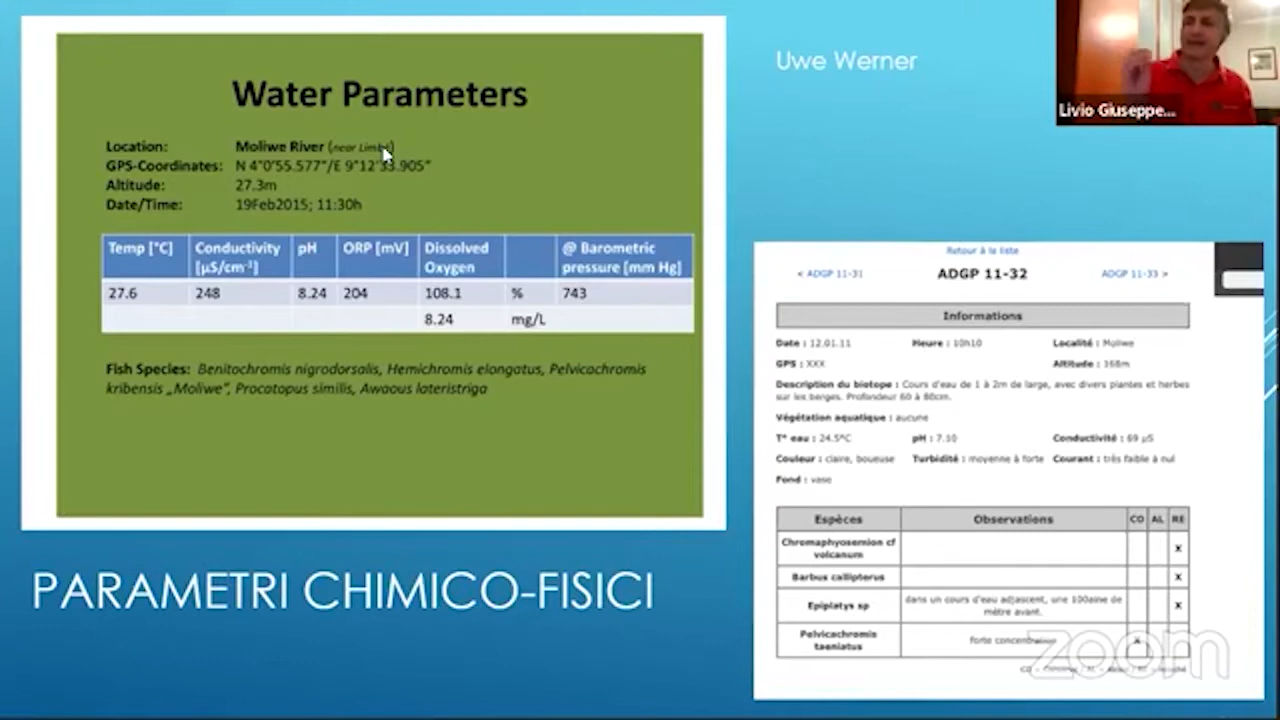 Water Parameters
Location: Moliwe River (near Limbe)
GPS-Coordinates: N 4°0'55.577"/E 9°12'33.905"
Altitude: 27.3m
Date/Time: 19Feb2015; 11:30h
Temp [°C] Conductivity [µS/cm⁻¹] pH ORP [mV] Dissolved Oxygen @ Barometric pressure [mm Hg]
27.6 248 8.24 204 108.1 % 743
8.24 mg/L
Fish Species: Benitochromis nigrodorsalis, Hemichromis elongatus, Pelvicachromis
kribensis „Moliwe", Procatopus similis, Awaous lateristriga
PARAMETRI CHIMICO-FISICI
Uwe Werner
Livio Giuseppe...
Retour à la liste
< ADGP 11-31 ADGP 11-32 ADGP 11-33 >
Informations
Date : 12.01.11 Heure : 10h10 Localité : Moliwe
GPS : XXX Altitude : 168m
Description du biotope : Cours d'eau de 1 à 2m de large, avec divers plantes et herbes
sur les berges. Profondeur 60 à 80cm.
Végétation aquatique : aucune
T° eau : 24.5°C pH : 7.10 Conductivité : 69 µS
Couleur : claire, boueuse Turbidité : moyenne à forte Courant : très faible à nul
Fond : vase
Espèces Observations CO AL RE
Chromaphyosemion cf
volcanum X
Barbus callipterus X
Epiplatys sp dans un cours d'eau adjascent, une 100aine de
mètre avant. X
Pelvicachromis
taeniatus forte concentration X
zoom